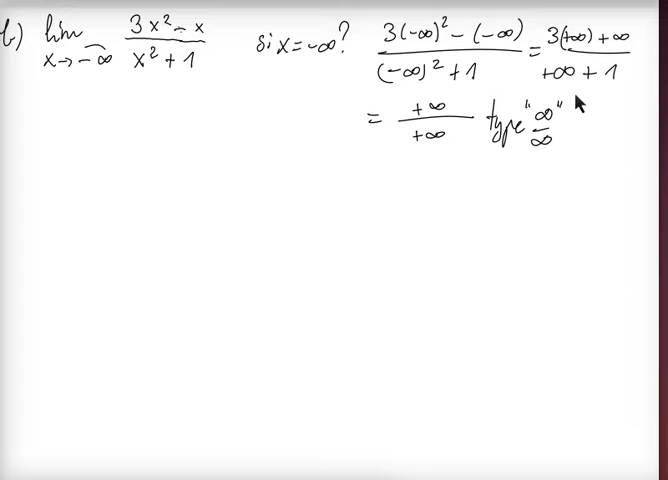 b) lim x→-∞ (3x² - x)/(x² + 1) si x = -∞ ? (3(-∞)² - (-∞))/((-∞)² + 1) = (3(+∞) + ∞)/(+∞ + 1)
= +∞/+∞ type "∞/∞"